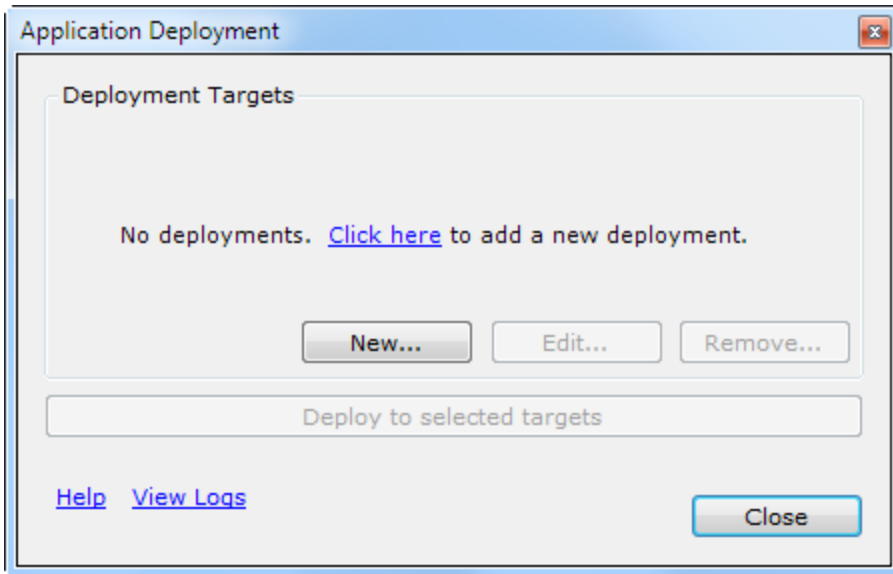 Application Deployment
Deployment Targets
No deployments. Click here to add a new deployment.
New... Edit... Remove...
Deploy to selected targets
Help View Logs
Close